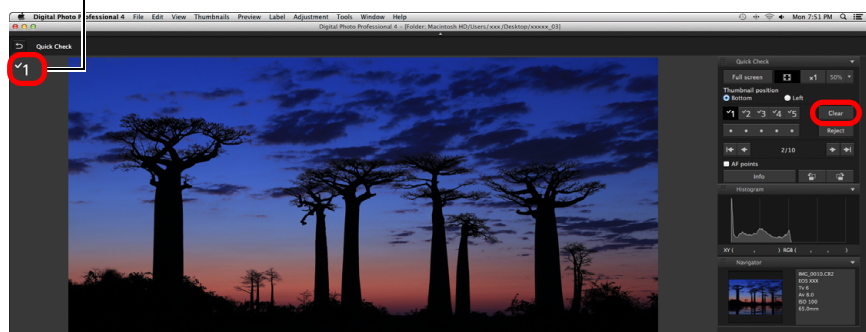 Digital Photo Professional 4 File Edit View Thumbnails Preview Label Adjustment Tools Window Help Mon 7:51 PM
Digital Photo Professional 4 – [Folder: Macintosh HD/Users/xxx/Desktop/xxxxx_03]
Quick Check
1
Quick Check
Full screen x1 50%
Thumbnail position
Bottom Left
1 2 3 4 5 Clear
Reject
2/10
AF points
Info
Histogram
XY ( , ) RGB ( , , )
Navigator
IMG_0010.CR2
EOS XXX
Tv 6
Av 8.0
ISO 100
65.0mm